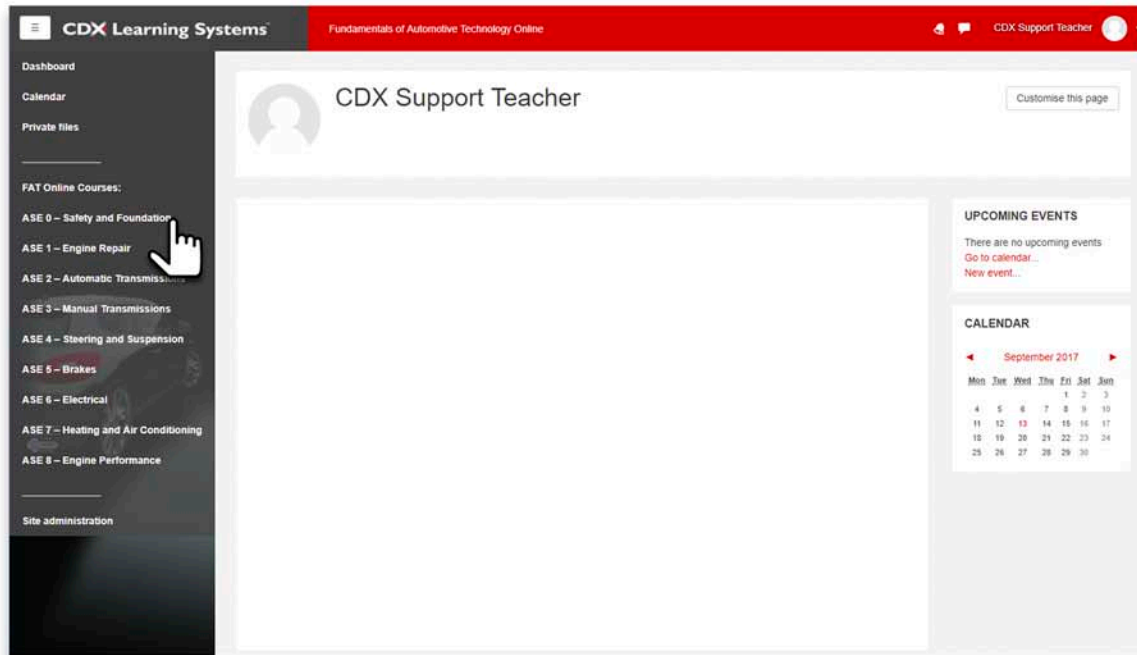 CDX Learning Systems
Fundamentals of Automotive Technology Online
CDX Support Teacher
Dashboard
Calendar
Private files
FAT Online Courses:
ASE 0 – Safety and Foundation
ASE 1 – Engine Repair
ASE 2 – Automatic Transmissions
ASE 3 – Manual Transmissions
ASE 4 – Steering and Suspension
ASE 5 – Brakes
ASE 6 – Electrical
ASE 7 – Heating and Air Conditioning
ASE 8 – Engine Performance
Site administration
CDX Support Teacher
Customise this page
UPCOMING EVENTS
There are no upcoming events
Go to calendar...
New event...
CALENDAR
◄ September 2017 ►
Mon Tue Wed Thu Fri Sat Sun
1 2 3
4 5 6 7 8 9 10
11 12 13 14 15 16 17
18 19 20 21 22 23 24
25 26 27 28 29 30